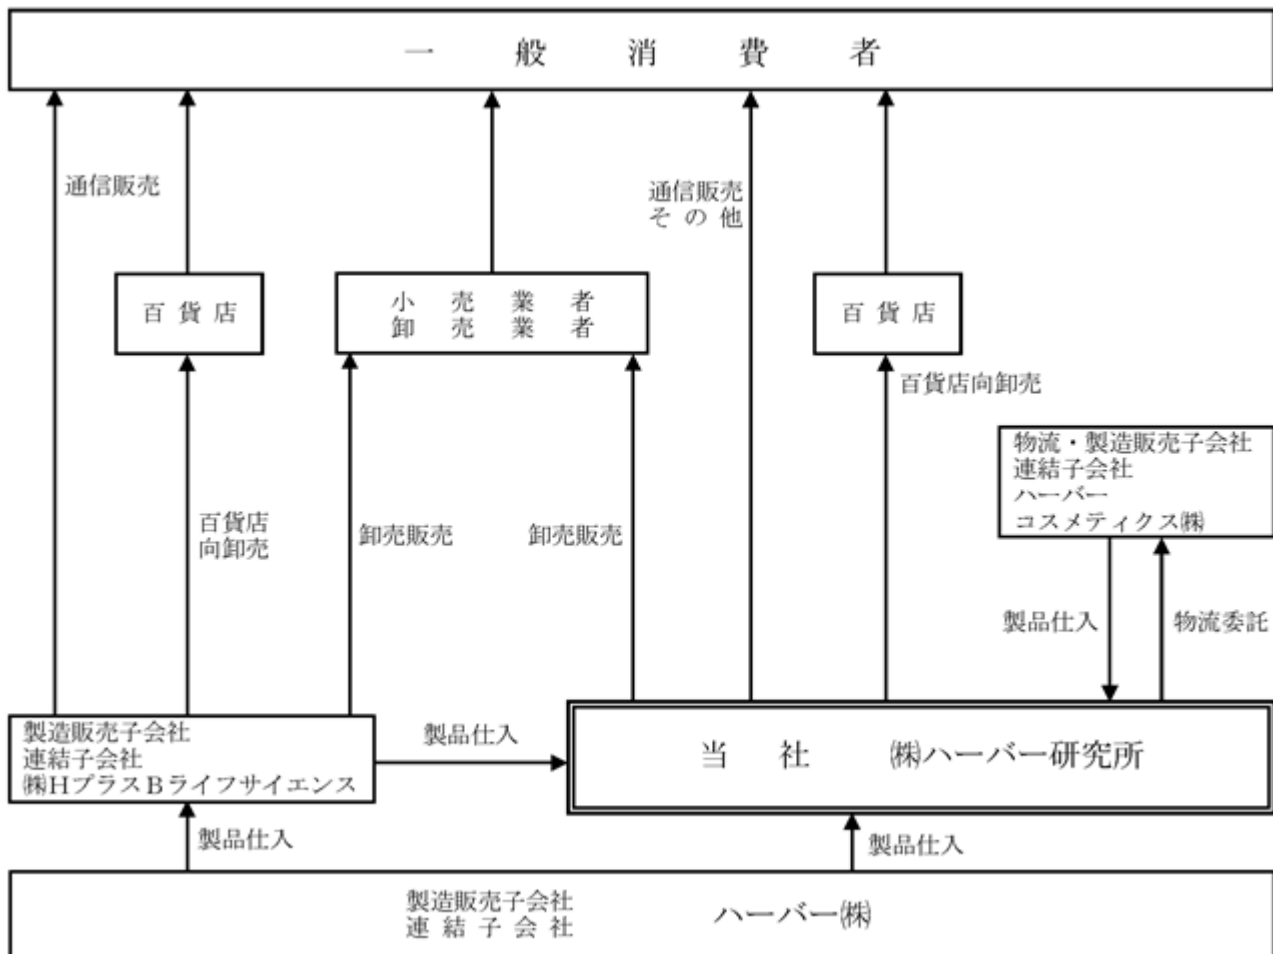 一般消費者
通信販売
通信販売
その他
百貨店
小売業者
卸売業者
百貨店
百貨店向卸売
物流・製造販売子会社
連結子会社
ハーバー
コスメティクス㈱
百貨店
向卸売
卸売販売
卸売販売
製品仕入
物流委託
製造販売子会社
連結子会社
㈱HプラスBライフサイエンス
製品仕入
当社 ㈱ハーバー研究所
製品仕入
製品仕入
製造販売子会社
連結子会社
ハーバー㈱